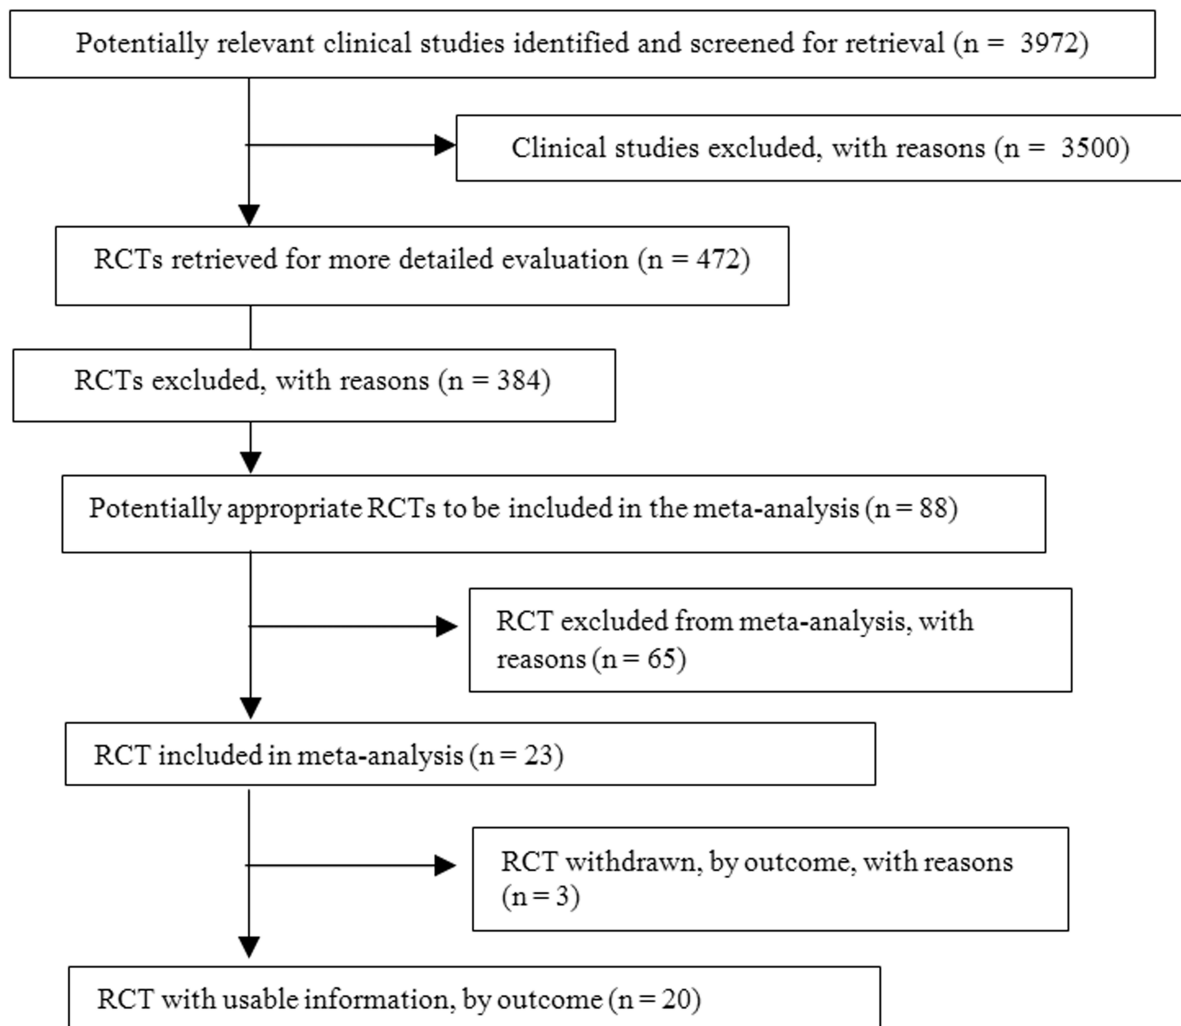 Potentially relevant clinical studies identified and screened for retrieval (n = 3972)
Clinical studies excluded, with reasons (n = 3500)
RCTs retrieved for more detailed evaluation (n = 472)
RCTs excluded, with reasons (n = 384)
Potentially appropriate RCTs to be included in the meta-analysis (n = 88)
RCT excluded from meta-analysis, with
reasons (n = 65)
RCT included in meta-analysis (n = 23)
RCT withdrawn, by outcome, with reasons
(n = 3)
RCT with usable information, by outcome (n = 20)